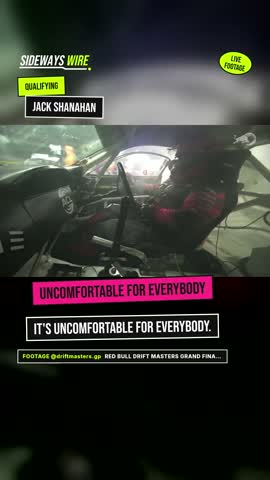 SIDEWAYS WIRE.
LIVE
FOOTAGE
QUALIFYING
JACK SHANAHAN
UNCOMFORTABLE FOR EVERYBODY
IT'S UNCOMFORTABLE FOR EVERYBODY.
FOOTAGE @driftmasters.gp RED BULL DRIFT MASTERS GRAND FINA...